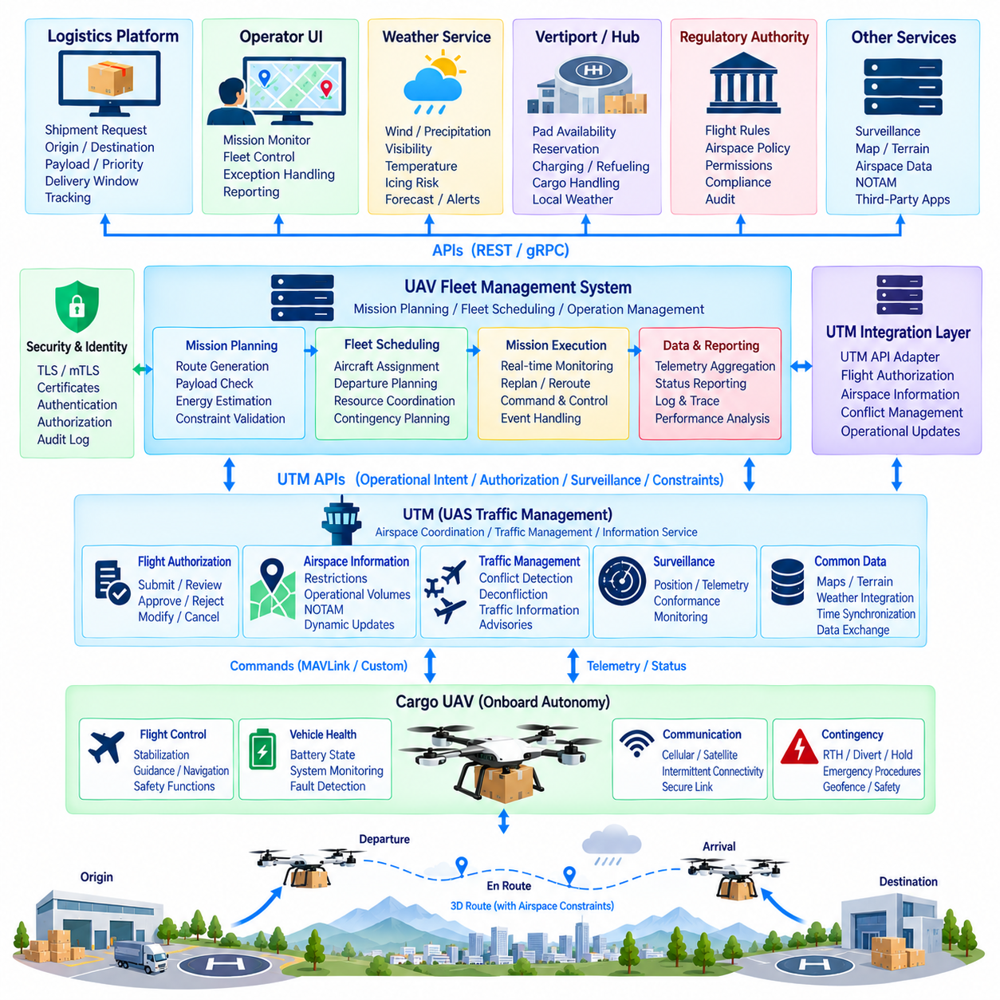 Logistics Platform
Shipment Request
Origin / Destination
Payload / Priority
Delivery Window
Tracking
Operator UI
Mission Monitor
Fleet Control
Exception Handling
Reporting
Weather Service
Wind / Precipitation
Visibility
Temperature
Icing Risk
Forecast / Alerts
Vertiport / Hub
H
Pad Availability
Reservation
Charging / Refueling
Cargo Handling
Local Weather
Regulatory Authority
Flight Rules
Airspace Policy
Permissions
Compliance
Audit
Other Services
Surveillance
Map / Terrain
Airspace Data
NOTAM
Third-Party Apps
APIs (REST / gRPC)
Security & Identity
TLS / mTLS
Certificates
Authentication
Authorization
Audit Log
UAV Fleet Management System
Mission Planning / Fleet Scheduling / Operation Management
Mission Planning
Route Generation
Payload Check
Energy Estimation
Constraint Validation
Fleet Scheduling
Aircraft Assignment
Departure Planning
Resource Coordination
Contingency Planning
Mission Execution
Real-time Monitoring
Replan / Reroute
Command & Control
Event Handling
Data & Reporting
Telemetry Aggregation
Status Reporting
Log & Trace
Performance Analysis
UTM Integration Layer
UTM API Adapter
Flight Authorization
Airspace Information
Conflict Management
Operational Updates
UTM APIs (Operational Intent / Authorization / Surveillance / Constraints)
UTM (UAS Traffic Management)
Airspace Coordination / Traffic Management / Information Service
Flight Authorization
Submit / Review
Approve / Reject
Modify / Cancel
Airspace Information
Restrictions
Operational Volumes
NOTAM
Dynamic Updates
Traffic Management
Conflict Detection
Deconfliction
Traffic Information
Advisories
Surveillance
Position / Telemetry
Conformance
Monitoring
Common Data
Maps / Terrain
Weather Integration
Time Synchronization
Data Exchange
Commands (MAVLink / Custom)
Telemetry / Status
Cargo UAV (Onboard Autonomy)
Flight Control
Stabilization
Guidance / Navigation
Safety Functions
Vehicle Health
Battery State
System Monitoring
Fault Detection
Communication
Cellular / Satellite
Intermittent Connectivity
Secure Link
Contingency
RTH / Divert / Hold
Emergency Procedures
Geofence / Safety
Departure
Arrival
Origin
En Route
Destination
3D Route (with Airspace Constraints)
H
H